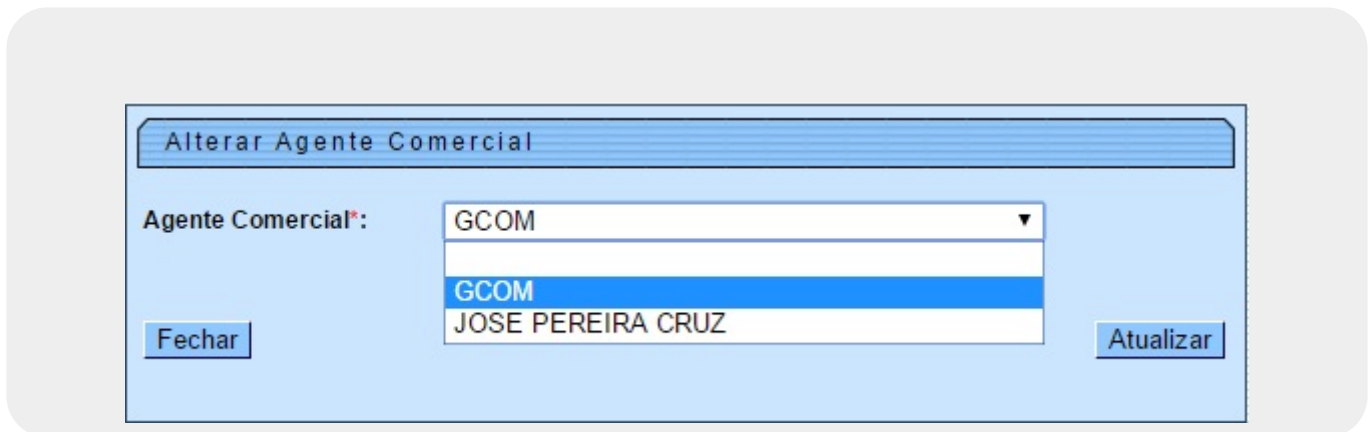 Alterar Agente Comercial
Agente Comercial*: GCOM
GCOM
JOSE PEREIRA CRUZ
Fechar Atualizar